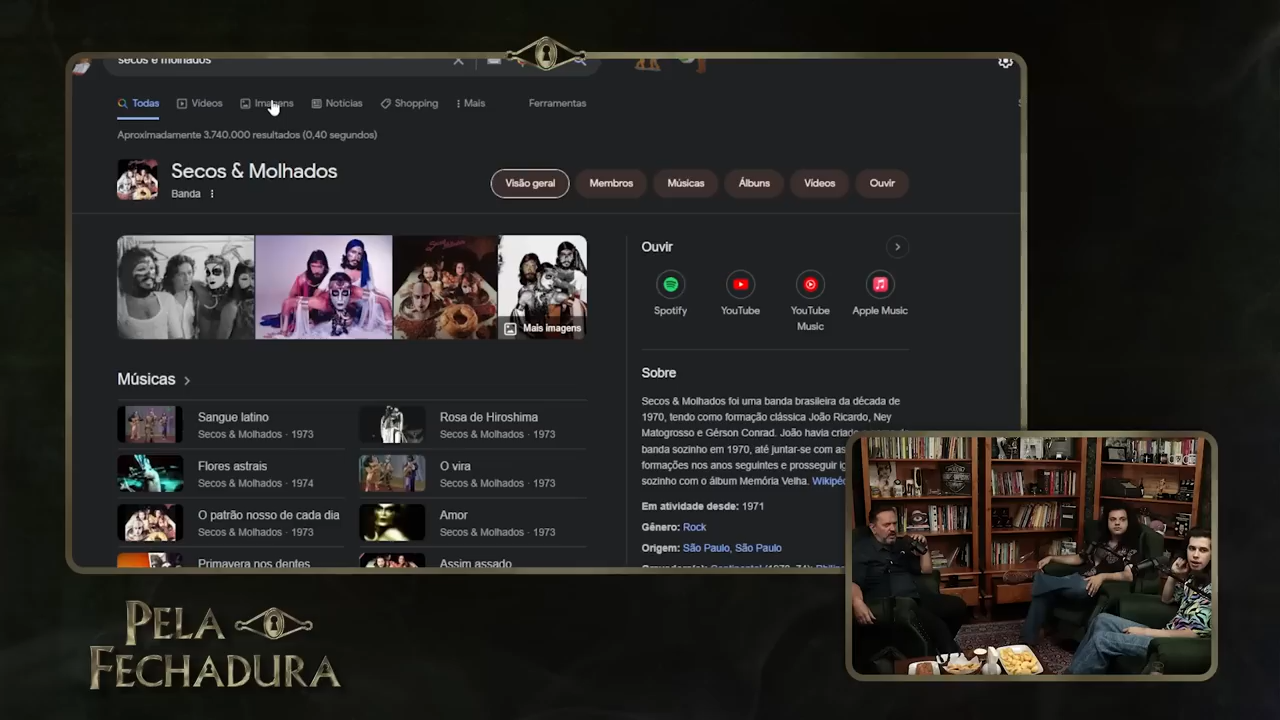 secos e molhados
Todas
Vídeos
Imagens
Notícias
Shopping
Mais
Ferramentas
Aproximadamente 3.740.000 resultados (0,40 segundos)
Secos & Molhados
Banda
Visão geral
Membros
Músicas
Álbuns
Vídeos
Ouvir
Mais imagens
Músicas
Sangue latino
Secos & Molhados · 1973
Rosa de Hiroshima
Secos & Molhados · 1973
Flores astrais
Secos & Molhados · 1974
O vira
Secos & Molhados · 1973
O patrão nosso de cada dia
Secos & Molhados · 1973
Amor
Secos & Molhados · 1973
Primavera nos dentes
Assim assado
Ouvir
Spotify
YouTube
YouTube
Music
Apple Music
Sobre
Secos & Molhados foi uma banda brasileira da década de
1970, tendo como formação clássica João Ricardo, Ney
Matogrosso e Gérson Conrad. João havia
banda sozinho em 1970, até juntar-se com as
formações nos anos seguintes e prosseguir
sozinho com o álbum Memória Velha.
Em atividade desde: 1971
Gênero: Rock
Origem: São Paulo, São Paulo
PELA
FECHADURA